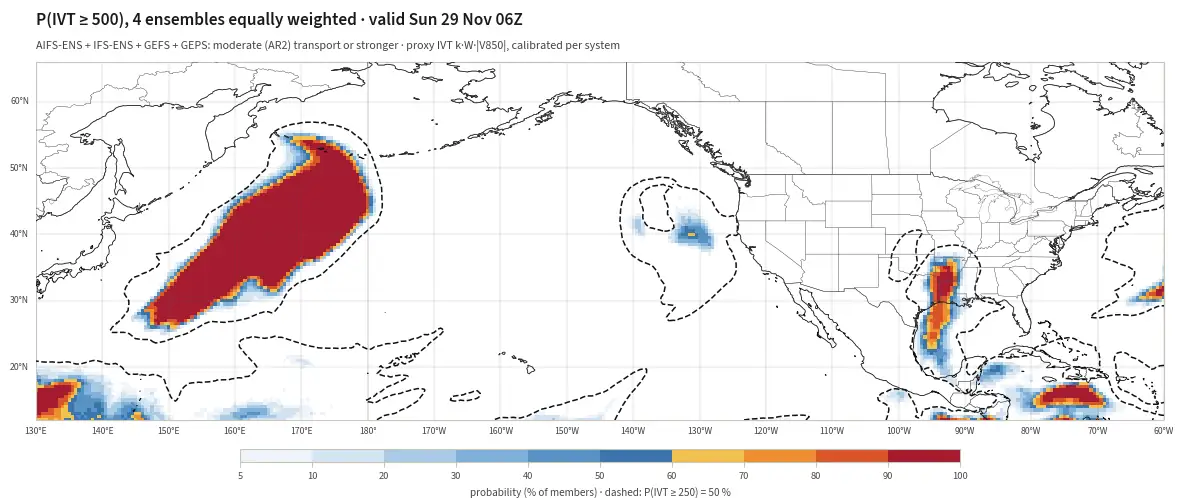 P(IVT ≥ 500), 4 ensembles equally weighted · valid Sun 29 Nov 06Z
AIFS-ENS + IFS-ENS + GEFS + GEPS: moderate (AR2) transport or stronger · proxy IVT k·W·|V850|, calibrated per system
60°N
50°N
40°N
30°N
20°N
130°E 140°E 150°E 160°E 170°E 180° 170°W 160°W 150°W 140°W 130°W 120°W 110°W 100°W 90°W 80°W 70°W 60°W
5 10 20 30 40 50 60 70 80 90 100
probability (% of members) · dashed: P(IVT ≥ 250) = 50 %